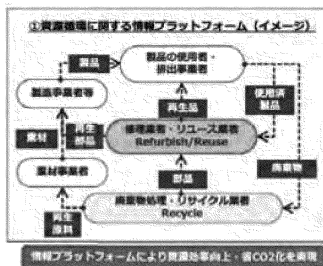 ①資源循環に関する情報プラットフォーム（イメージ）
製品
製品の使用者・
排出事業者
製造事業者等
再生品
使用済
製品
素材
再生
部品
修理業者・リユース業者
Refurbish/Reuse
廃棄物
素材事業者
部品
廃棄物処理・リサイクル業者
Recycle
再生
原料
情報プラットフォームにより資源効率向上・省CO2化を実現